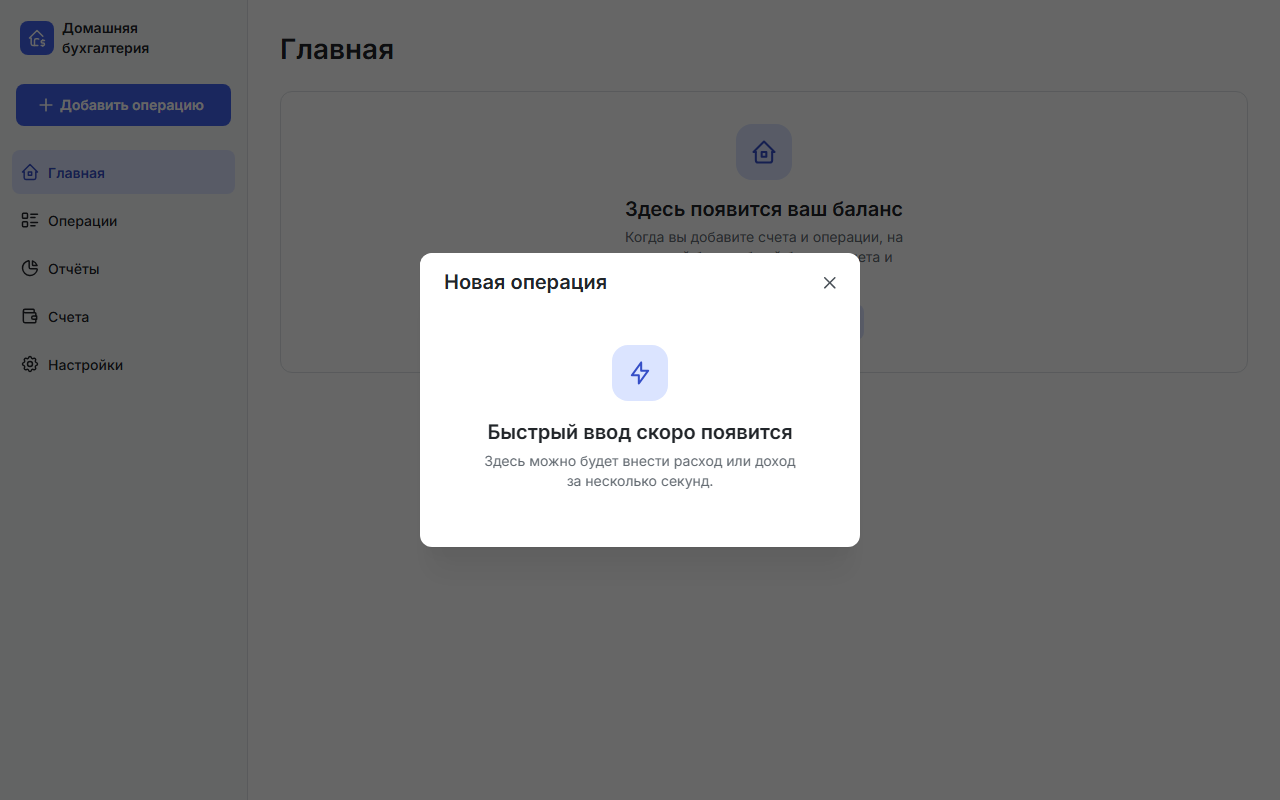 Домашняя
бухгалтерия
Добавить операцию
Главная
Операции
Отчёты
Счета
Настройки
Главная
Здесь появится ваш баланс
Когда вы добавите счета и операции, на
Новая операция
Быстрый ввод скоро появится
Здесь можно будет внести расход или доход
за несколько секунд.